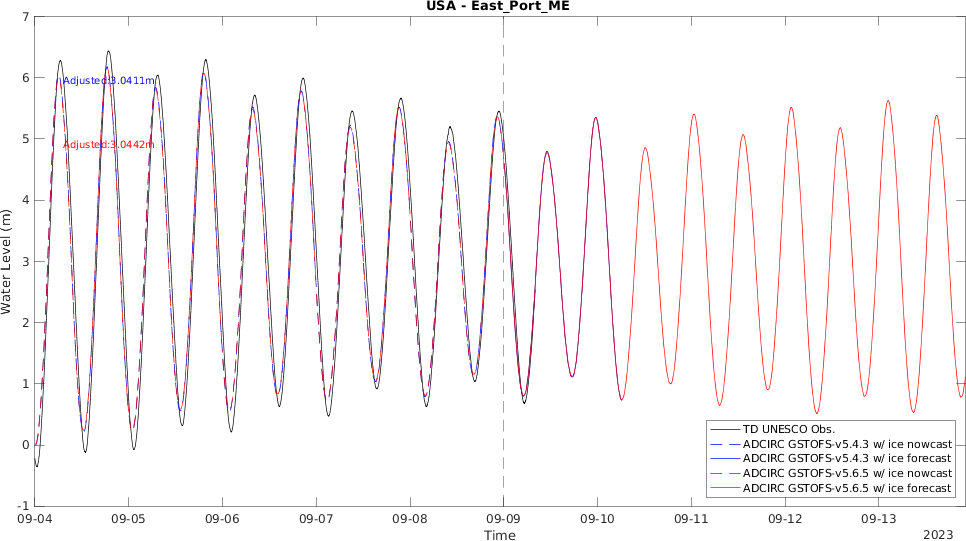 USA - East_Port_ME
7
6
5
4
3
2
1
0
-1
Water Level (m)
Adjusted:3.0411m
Adjusted:3.0442m
TD UNESCO Obs.
ADCIRC GSTOFS-v5.4.3 w/ ice nowcast
ADCIRC GSTOFS-v5.4.3 w/ ice forecast
ADCIRC GSTOFS-v5.6.5 w/ ice nowcast
ADCIRC GSTOFS-v5.6.5 w/ ice forecast
09-04 09-05 09-06 09-07 09-08 09-09 09-10 09-11 09-12 09-13
Time
2023